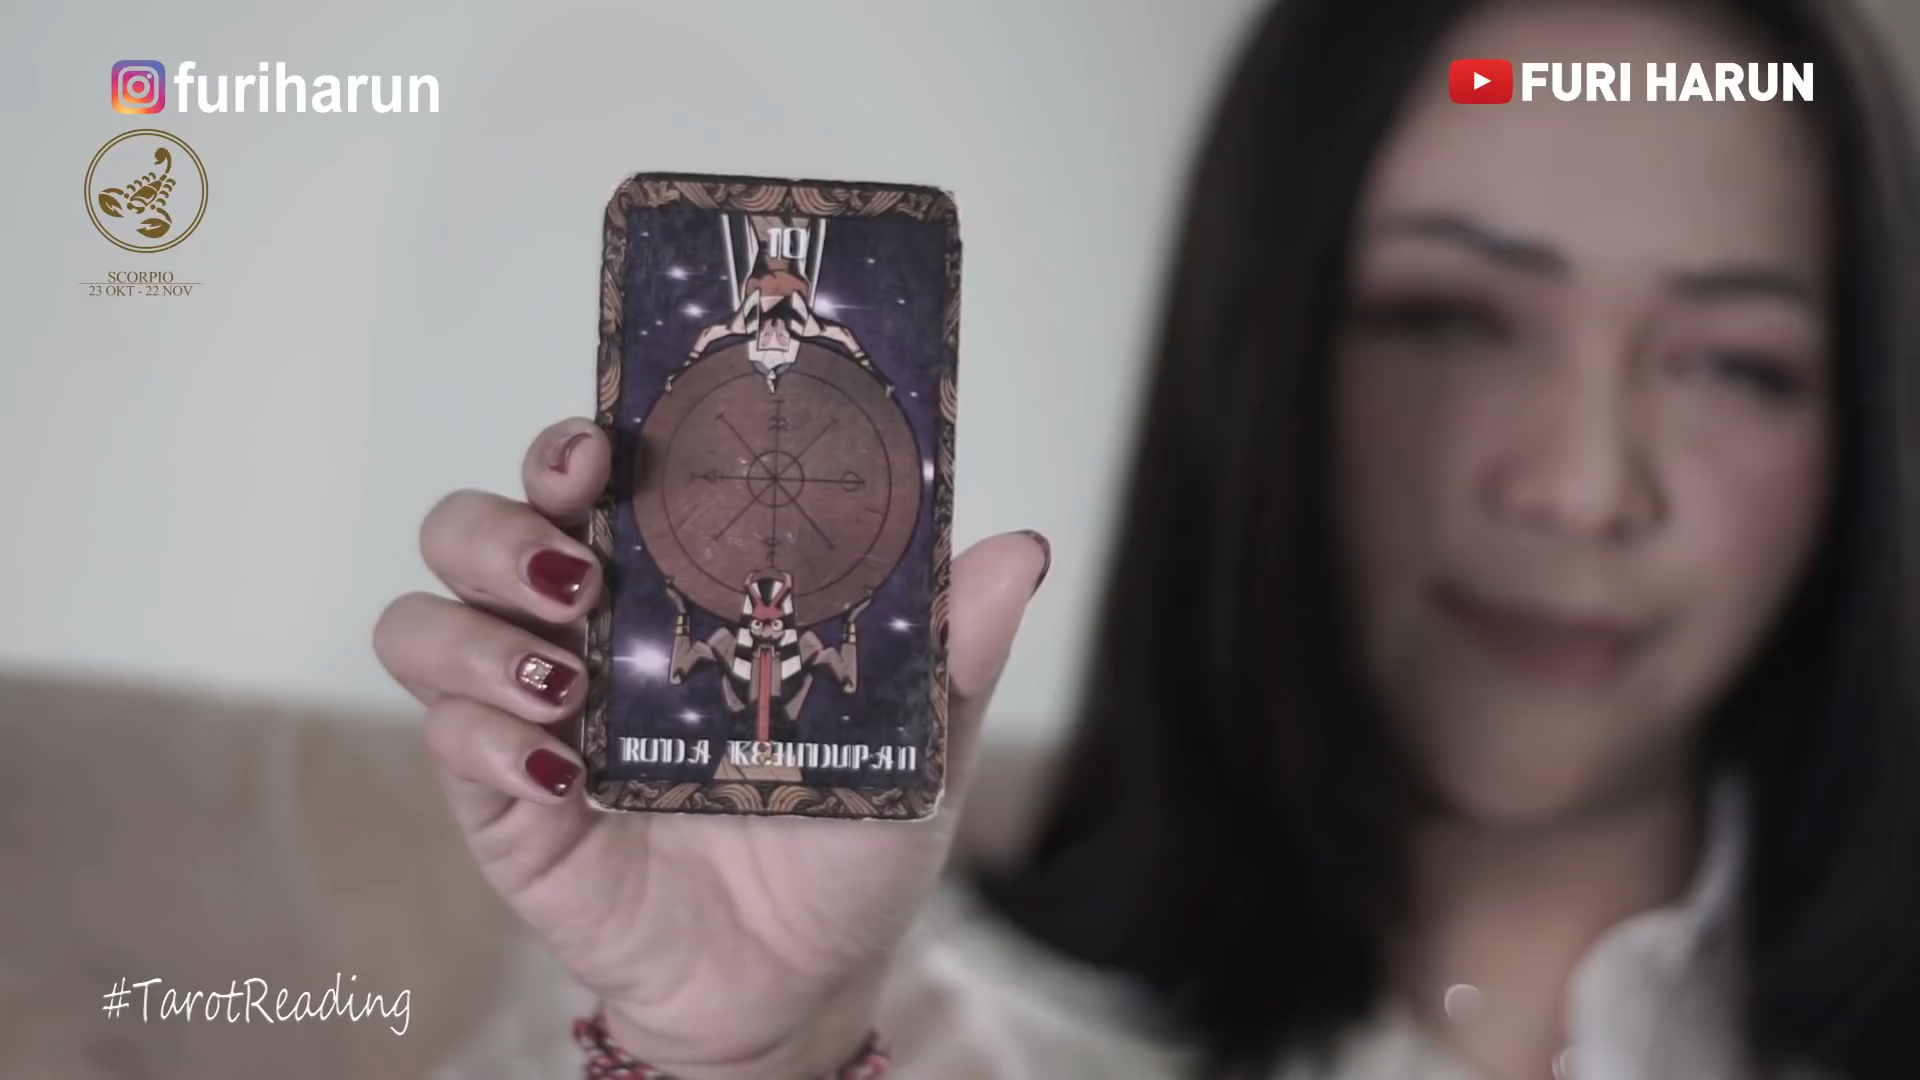 furiharun
FURI HARUN
SCORPIO
23 OKT - 22 NOV
10
RODA KEHIDUPAN
#TarotReading